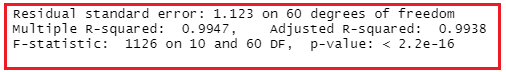 Residual standard error: 1.123 on 60 degrees of freedom
Multiple R-squared:  0.9947,    Adjusted R-squared:  0.9938
F-statistic:  1126 on 10 and 60 DF,  p-value: < 2.2e-16